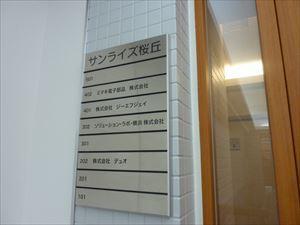 サンライズ桜丘
501
402 ミマキ電子部品 株式会社
401 株式会社 ジーエフジェイ
302 ソリューション・ラボ・横浜 株式会社
301
202 株式会社 デュオ
201
101